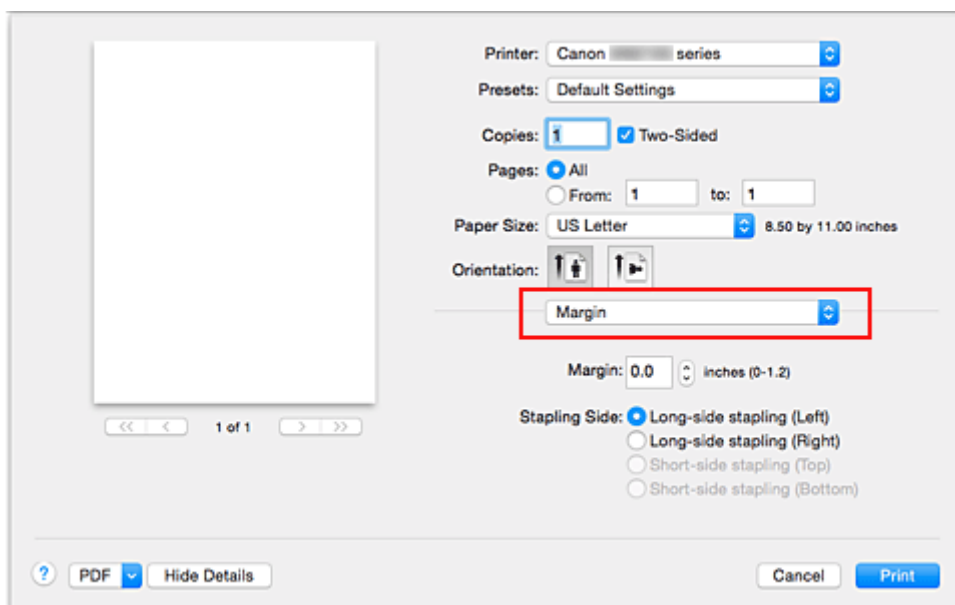 Printer: Canon series
Presets: Default Settings
Copies: 1 Two-Sided
Pages: All
From: 1 to: 1
Paper Size: US Letter 8.50 by 11.00 inches
Orientation:
Margin
Margin: 0.0 inches (0-1.2)
Stapling Side: Long-side stapling (Left)
Long-side stapling (Right)
Short-side stapling (Top)
Short-side stapling (Bottom)
<< < 1 of 1 > >>
? PDF Hide Details Cancel Print